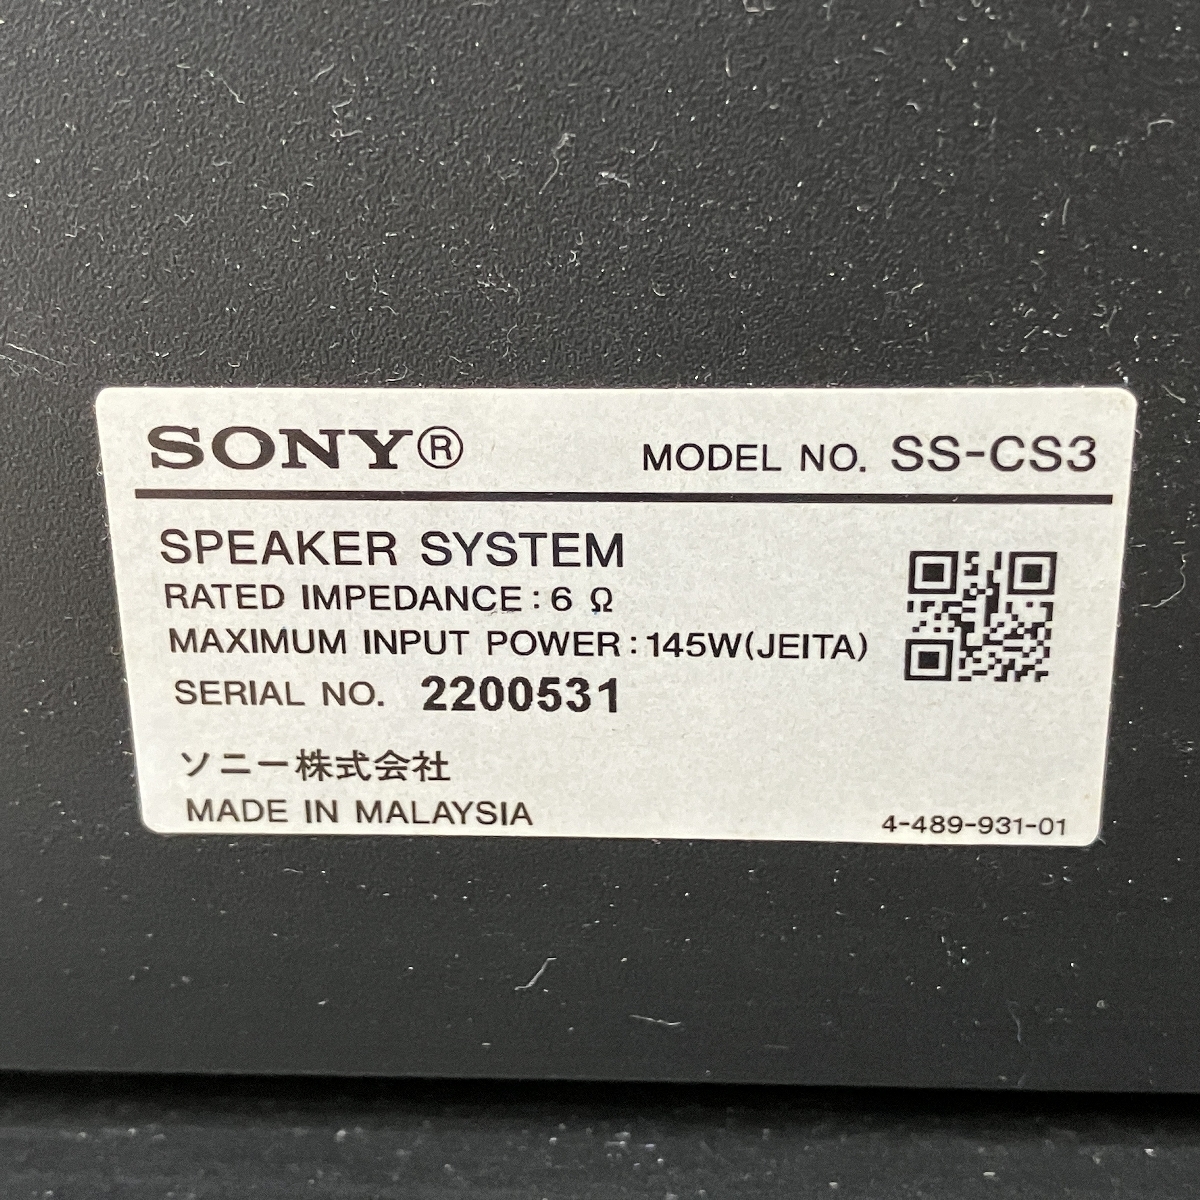 SONY®
MODEL NO. SS-CS3
SPEAKER SYSTEM
RATED IMPEDANCE : 6 Ω
MAXIMUM INPUT POWER : 145W(JEITA)
SERIAL NO. 2200531
ソニー株式会社
MADE IN MALAYSIA
4-489-931-01